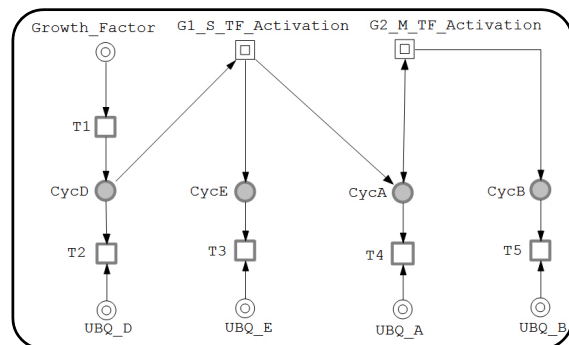 Growth_Factor
G1_S_TF_Activation
G2_M_TF_Activation
T1
CycD
CycE
CycA
CycB
T2
T3
T4
T5
UBQ_D
UBQ_E
UBQ_A
UBQ_B